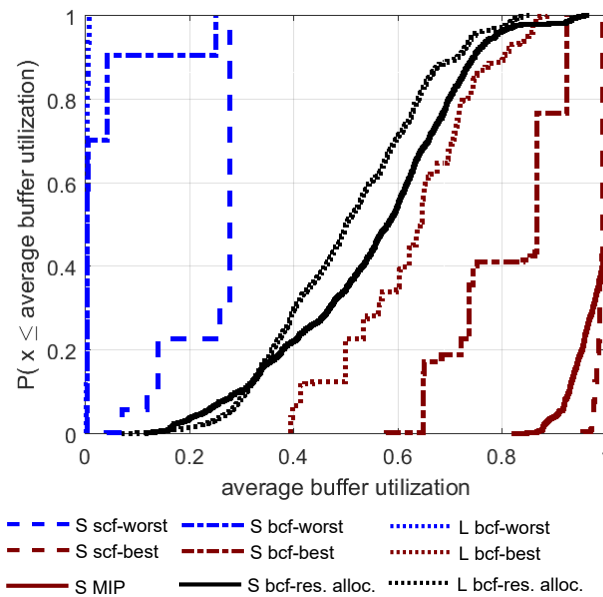 P( x ≤ average buffer utilization)
1
0.8
0.6
0.4
0.2
0
0 0.2 0.4 0.6 0.8 1
average buffer utilization
S scf-worst S bcf-worst L bcf-worst
S scf-best S bcf-best L bcf-best
S MIP S bcf-res. alloc. L bcf-res. alloc.